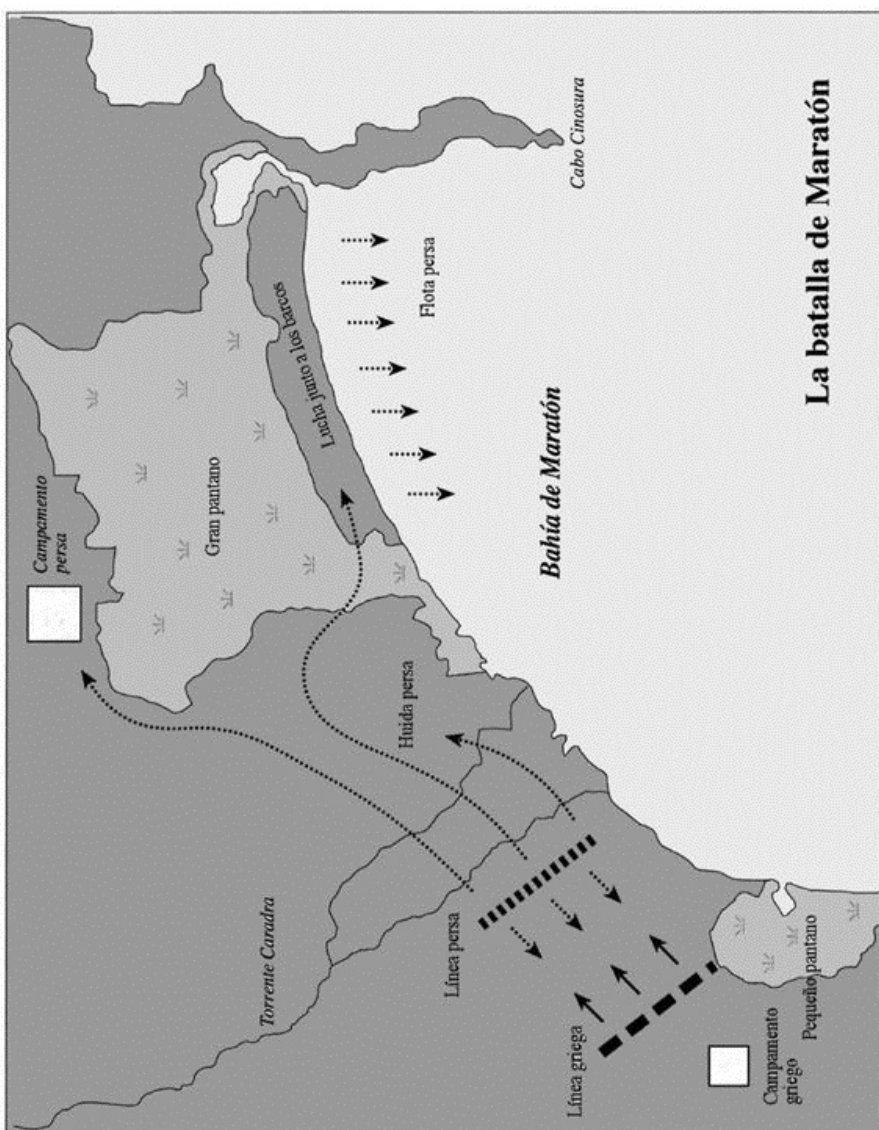 La batalla de Maratón
Cabo Cinosura
Flota persa
Lucha junto a los barcos
Bahía de Maratón
Gran pantano
Campamento
persa
Huida persa
Torrente Caradra
Línea persa
Línea griega
Pequeño pantano
Campamento
griego